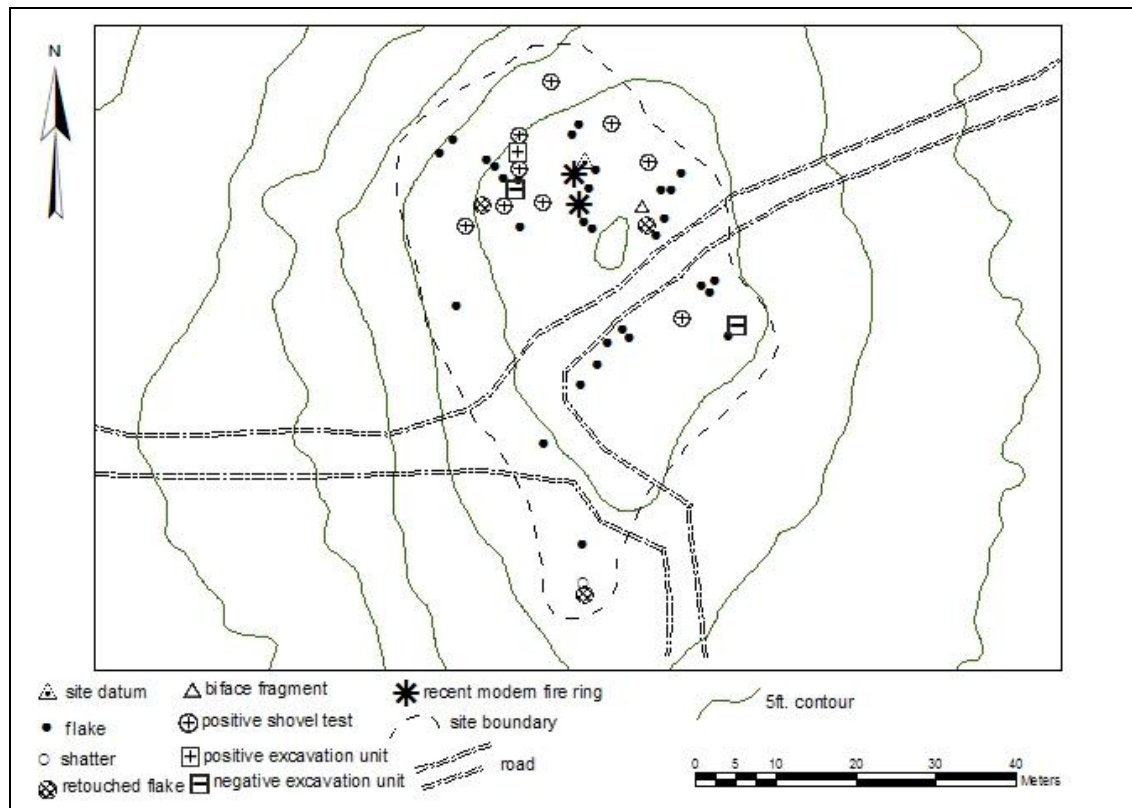 N
site datum
biface fragment
recent modern fire ring
5ft. contour
flake
positive shovel test
site boundary
shatter
positive excavation unit
road
retouched flake
negative excavation unit
0 5 10 20 30 40
Meters